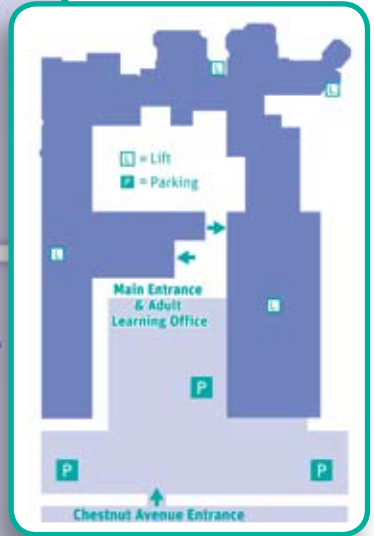 L
L
L = Lift
P = Parking
L
Main Entrance
& Adult
Learning Office
L
P
P
P
Chestnut Avenue Entrance